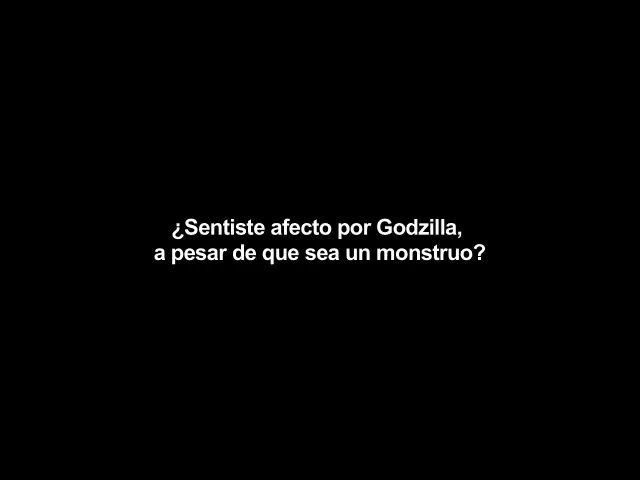 ¿Sentiste afecto por Godzilla,
a pesar de que sea un monstruo?